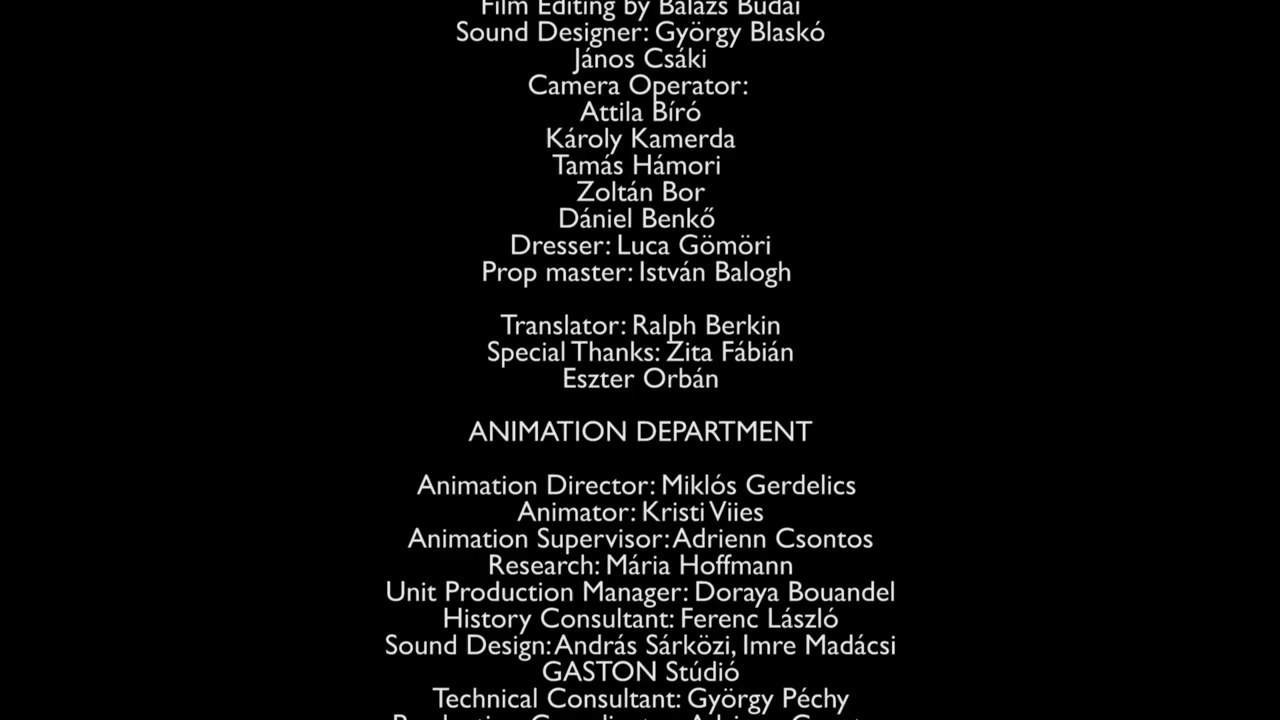 Film Editing by Balázs Budai
Sound Designer: György Blaskó
János Csáki
Camera Operator:
Attila Bíró
Károly Kamerda
Tamás Hámori
Zoltán Bor
Dániel Benkő
Dresser: Luca Gömöri
Prop master: István Balogh
Translator: Ralph Berkin
Special Thanks: Zita Fábián
Eszter Orbán
ANIMATION DEPARTMENT
Animation Director: Miklós Gerdelics
Animator: Kristi Viies
Animation Supervisor: Adrienn Csontos
Research: Mária Hoffmann
Unit Production Manager: Doraya Bouandel
History Consultant: Ferenc László
Sound Design: András Sárközi, Imre Madácsi
GASTON Stúdió
Technical Consultant: György Péchy